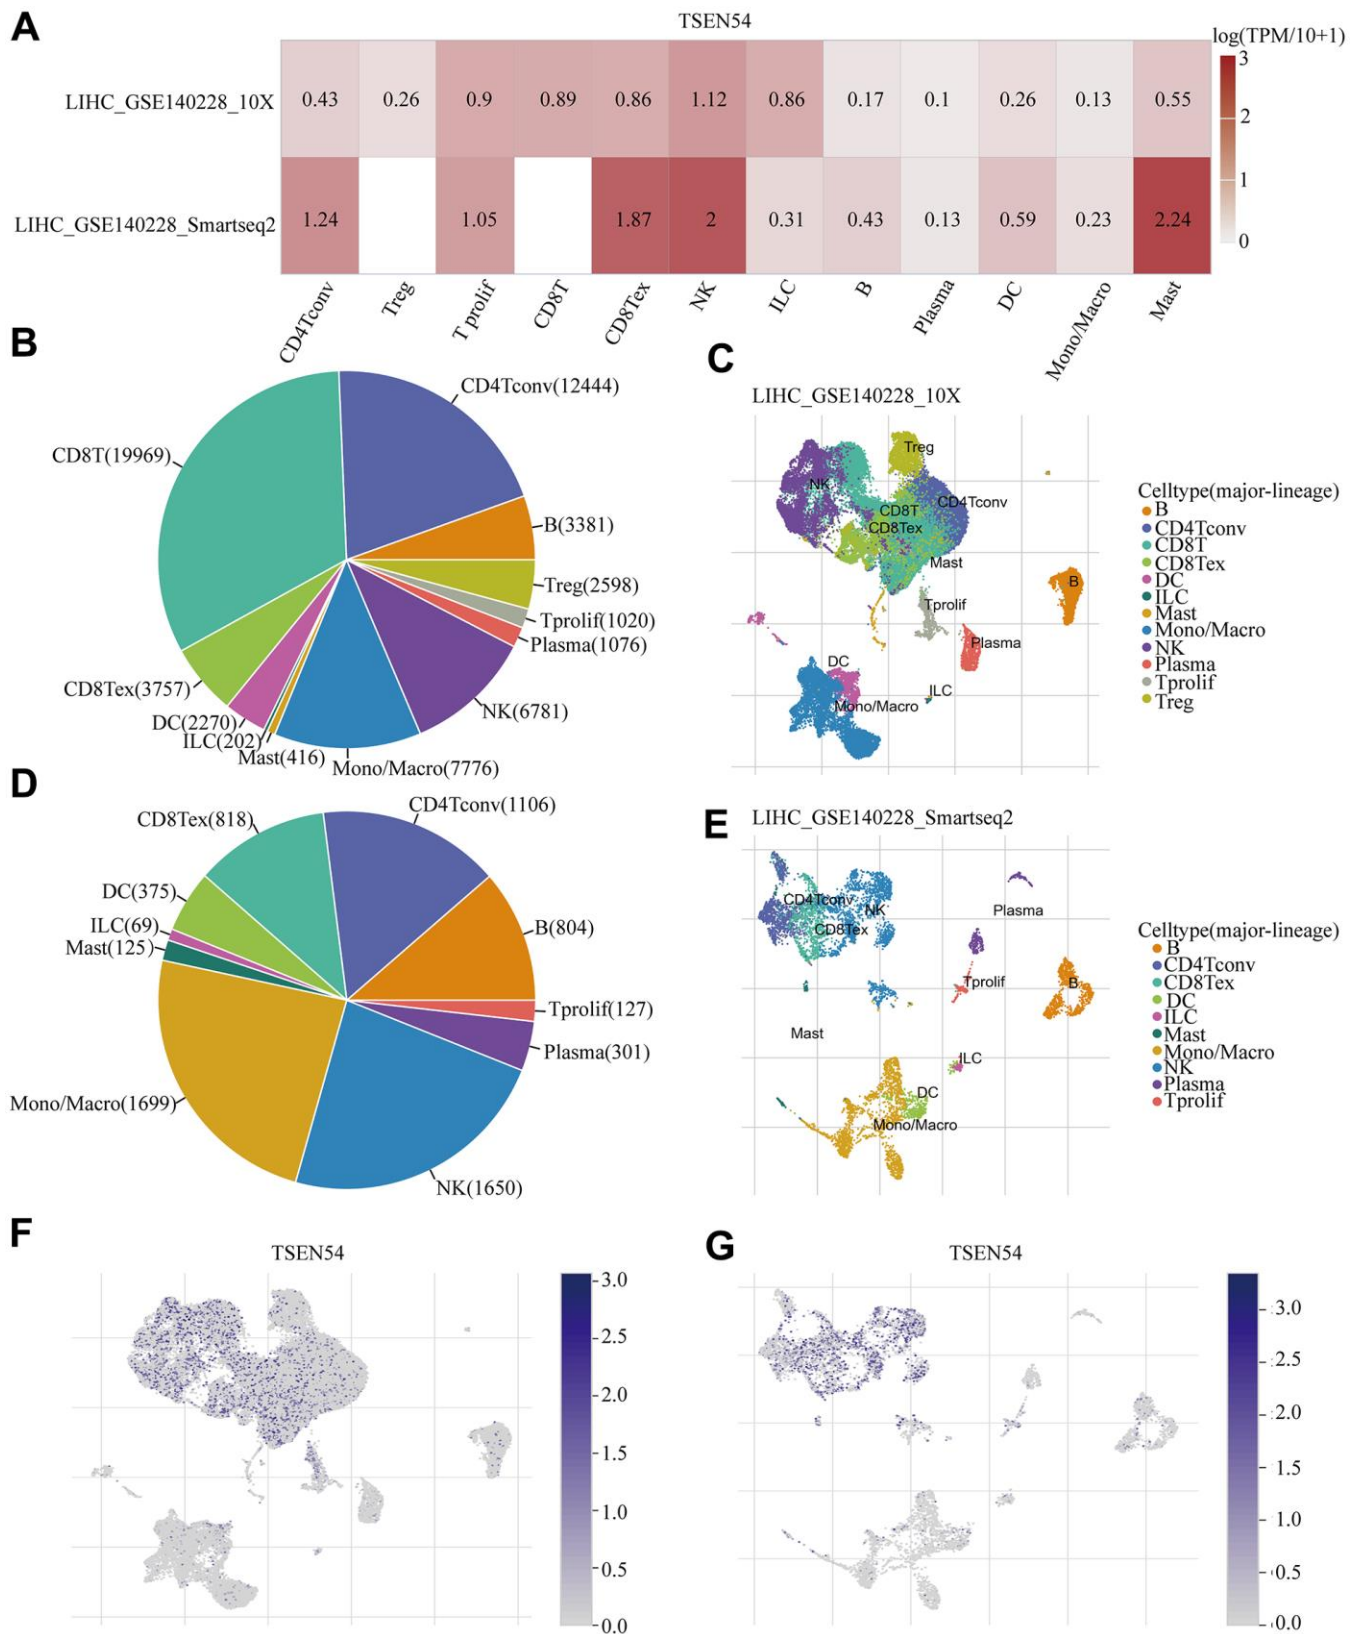 A
TSEN54
log(TPM/10+1)
LIHC_GSE140228_10X
0.43 0.26 0.9 0.89 0.86 1.12 0.86 0.17 0.1 0.26 0.13 0.55
LIHC_GSE140228_Smartseq2
1.24 1.05 1.87 2 0.31 0.43 0.13 0.59 0.23 2.24
3
2
1
0
CD4Tconv Treg T prolif CD8T CD8Tex NK ILC B Plasma DC Mono/Macro Mast
B
CD4Tconv(12444)
CD8T(19969)
B(3381)
Treg(2598)
Tprolif(1020)
Plasma(1076)
CD8Tex(3757)
NK(6781)
DC(2270)
ILC(202)
Mast(416)
Mono/Macro(7776)
C
LIHC_GSE140228_10X
Treg
NK
CD4Tconv
CD8T
CD8Tex
Mast
B
Tprolif
Plasma
DC
ILC
Mono/Macro
Celltype(major-lineage)
B
CD4Tconv
CD8T
CD8Tex
DC
ILC
Mast
Mono/Macro
NK
Plasma
Tprolif
Treg
D
CD4Tconv(1106)
CD8Tex(818)
DC(375)
ILC(69)
B(804)
Mast(125)
Tprolif(127)
Plasma(301)
Mono/Macro(1699)
NK(1650)
E
LIHC_GSE140228_Smartseq2
CD4Tconv
NK
Plasma
CD8Tex
Tprolif
B
Mast
ILC
DC
Mono/Macro
Celltype(major-lineage)
B
CD4Tconv
CD8Tex
DC
ILC
Mast
Mono/Macro
NK
Plasma
Tprolif
F
TSEN54
3.0
2.5
2.0
1.5
1.0
0.5
0.0
G
TSEN54
3.0
2.5
2.0
1.5
1.0
0.5
0.0